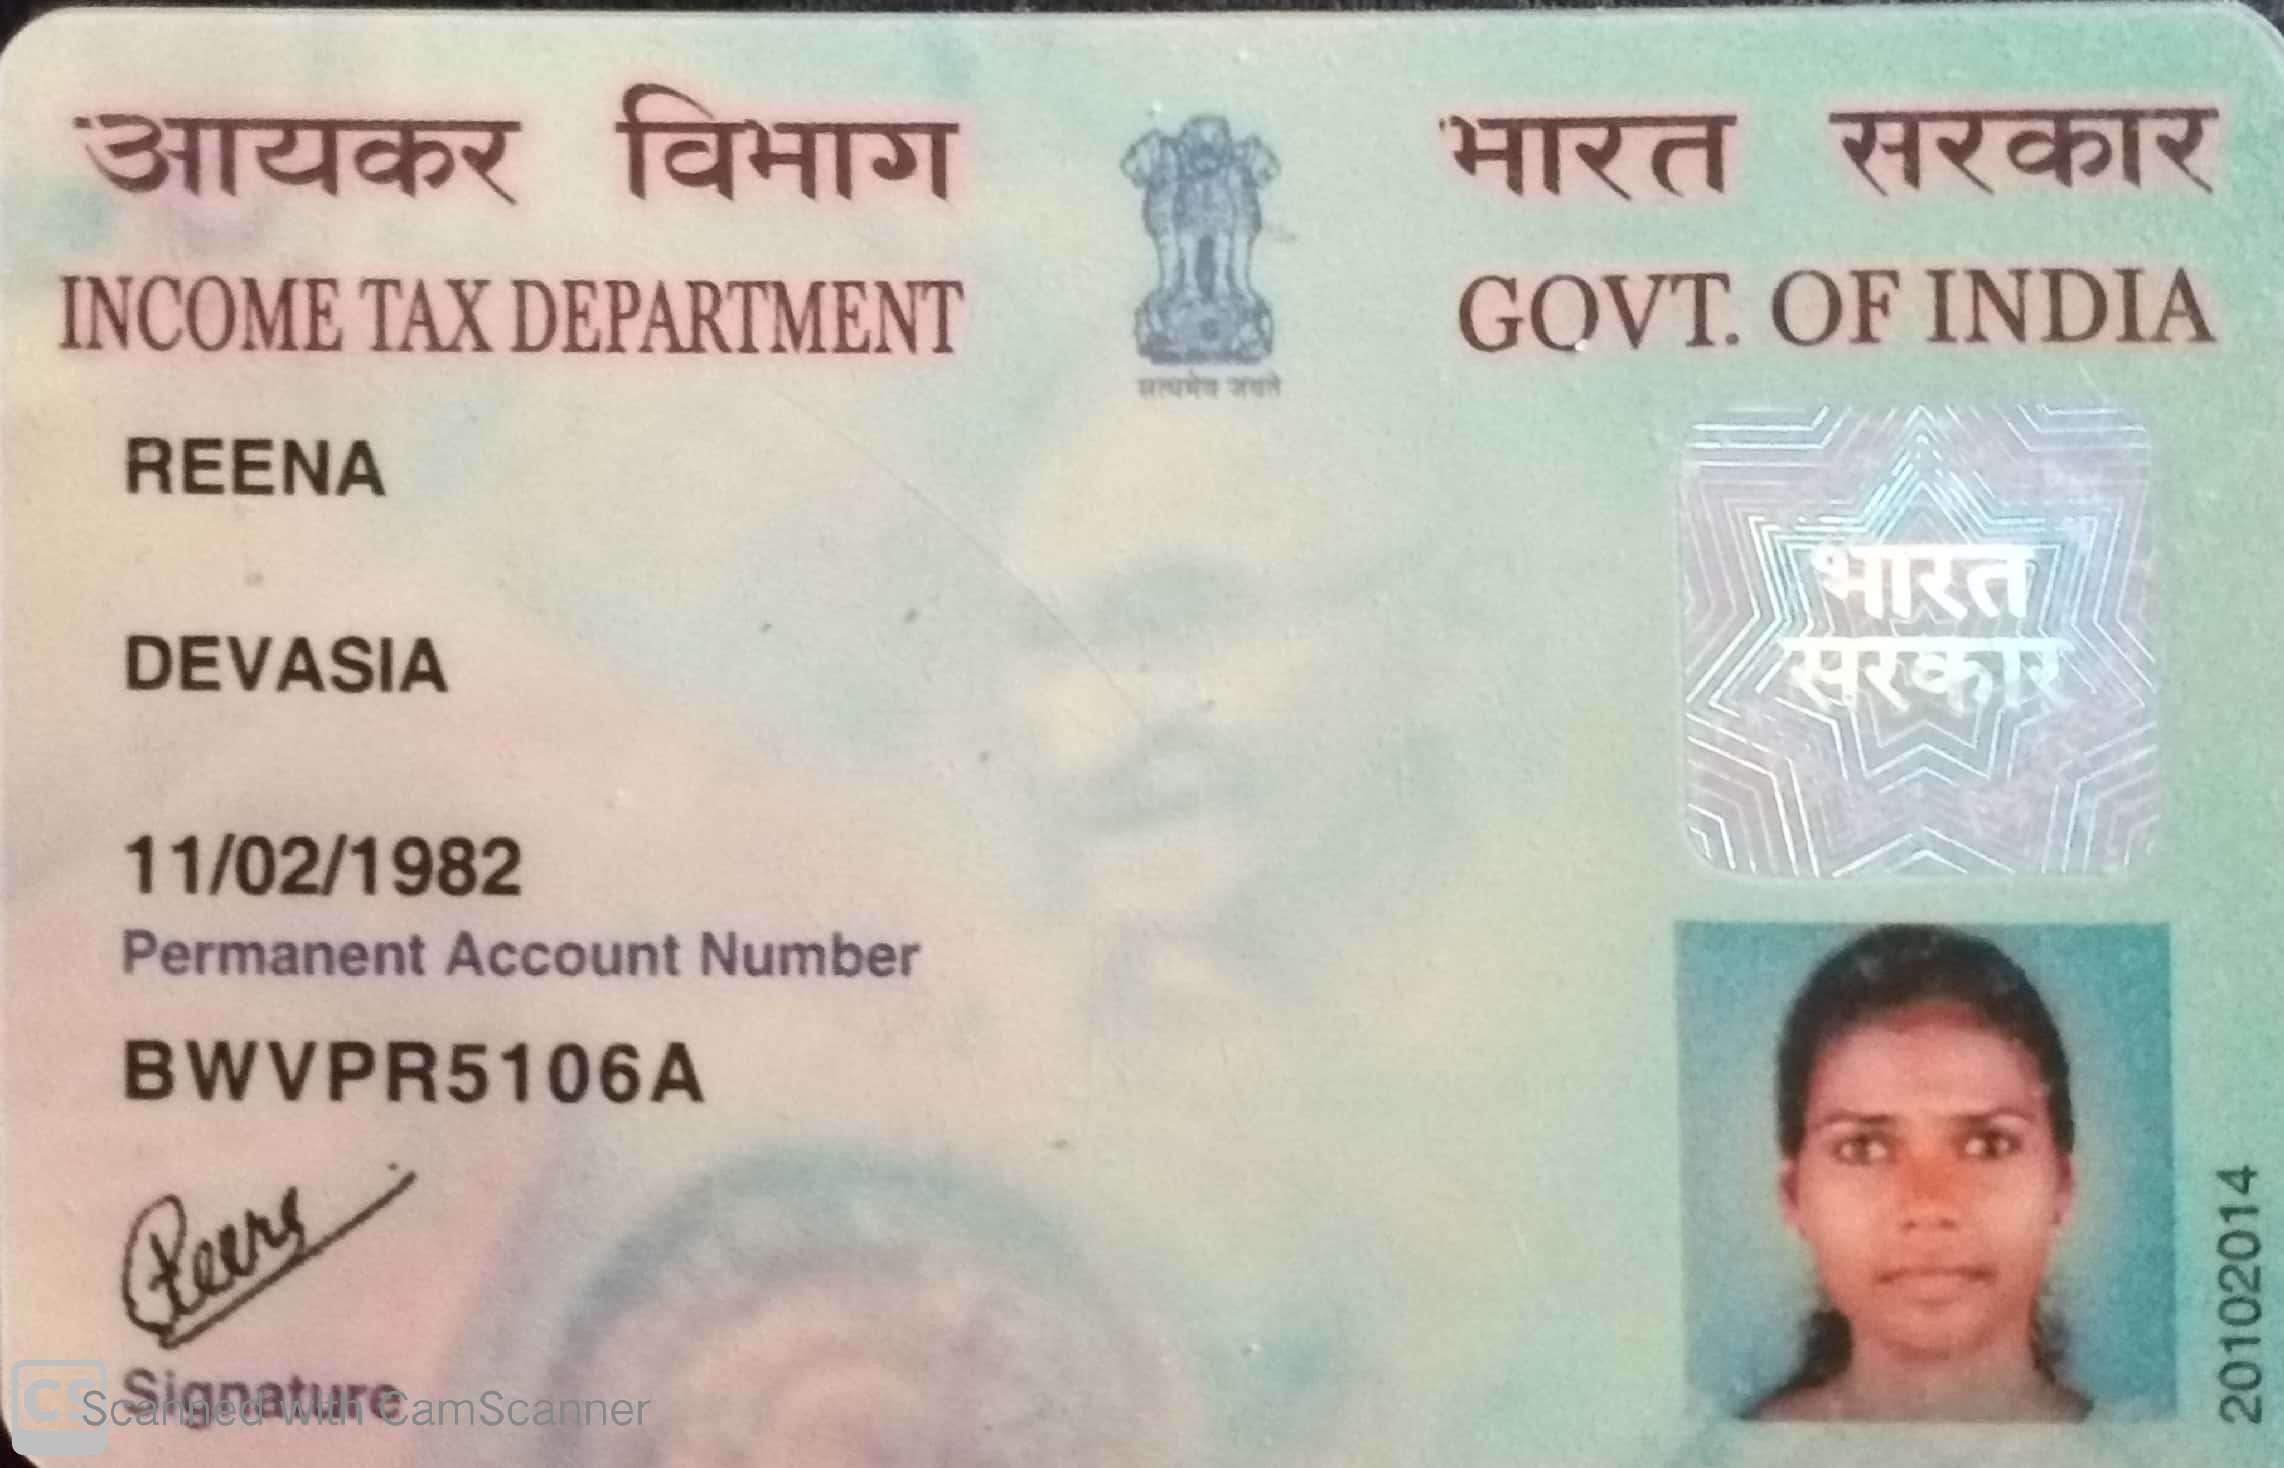 आयकर विभाग
INCOME TAX DEPARTMENT
भारत सरकार
GOVT. OF INDIA
सत्यमेव जयते
REENA
DEVASIA
11/02/1982
Permanent Account Number
BWVPR5106A
Reena
Signature
भारत
सरकार
20102014
CS Scanned with CamScanner